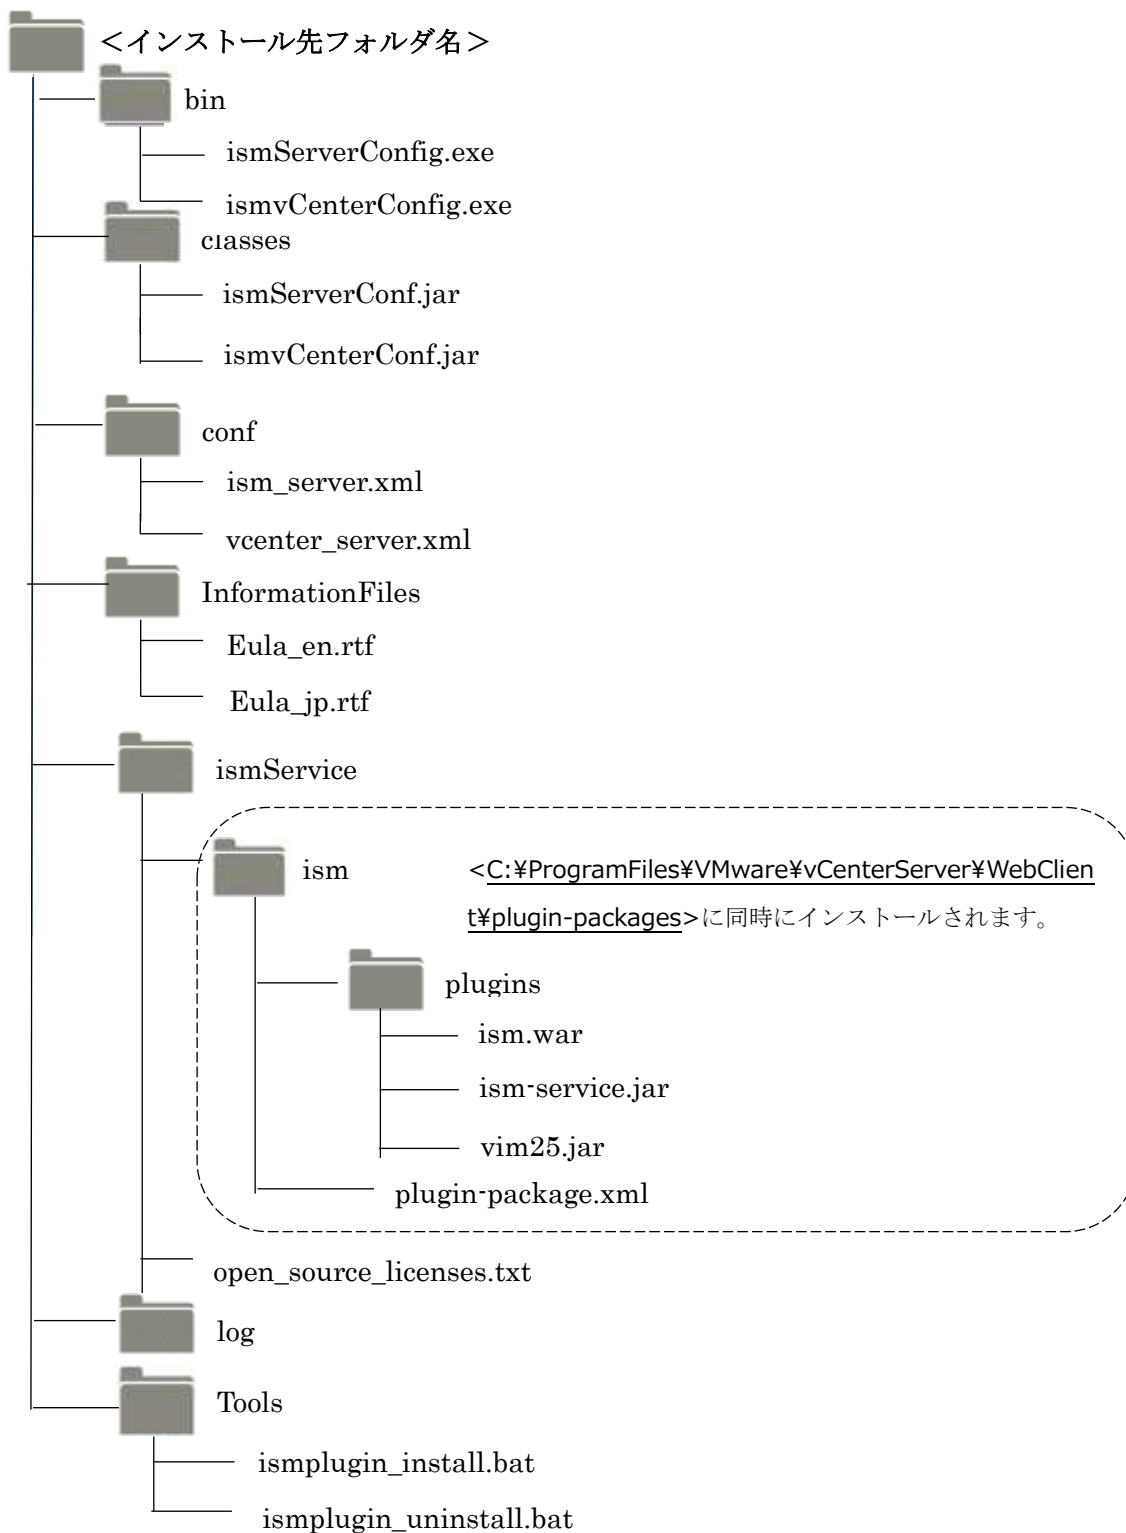 ＜インストール先フォルダ名＞
bin
ismServerConfig.exe
ismvCenterConfig.exe
classes
ismServerConf.jar
ismvCenterConf.jar
conf
ism_server.xml
vcenter_server.xml
InformationFiles
Eula_en.rtf
Eula_jp.rtf
ismService
ism
<C:¥ProgramFiles¥VMware¥vCenterServer¥WebClien
t¥plugin-packages>に同時にインストールされます。
plugins
ism.war
ism-service.jar
vim25.jar
plugin-package.xml
open_source_licenses.txt
log
Tools
ismplugin_install.bat
ismplugin_uninstall.bat